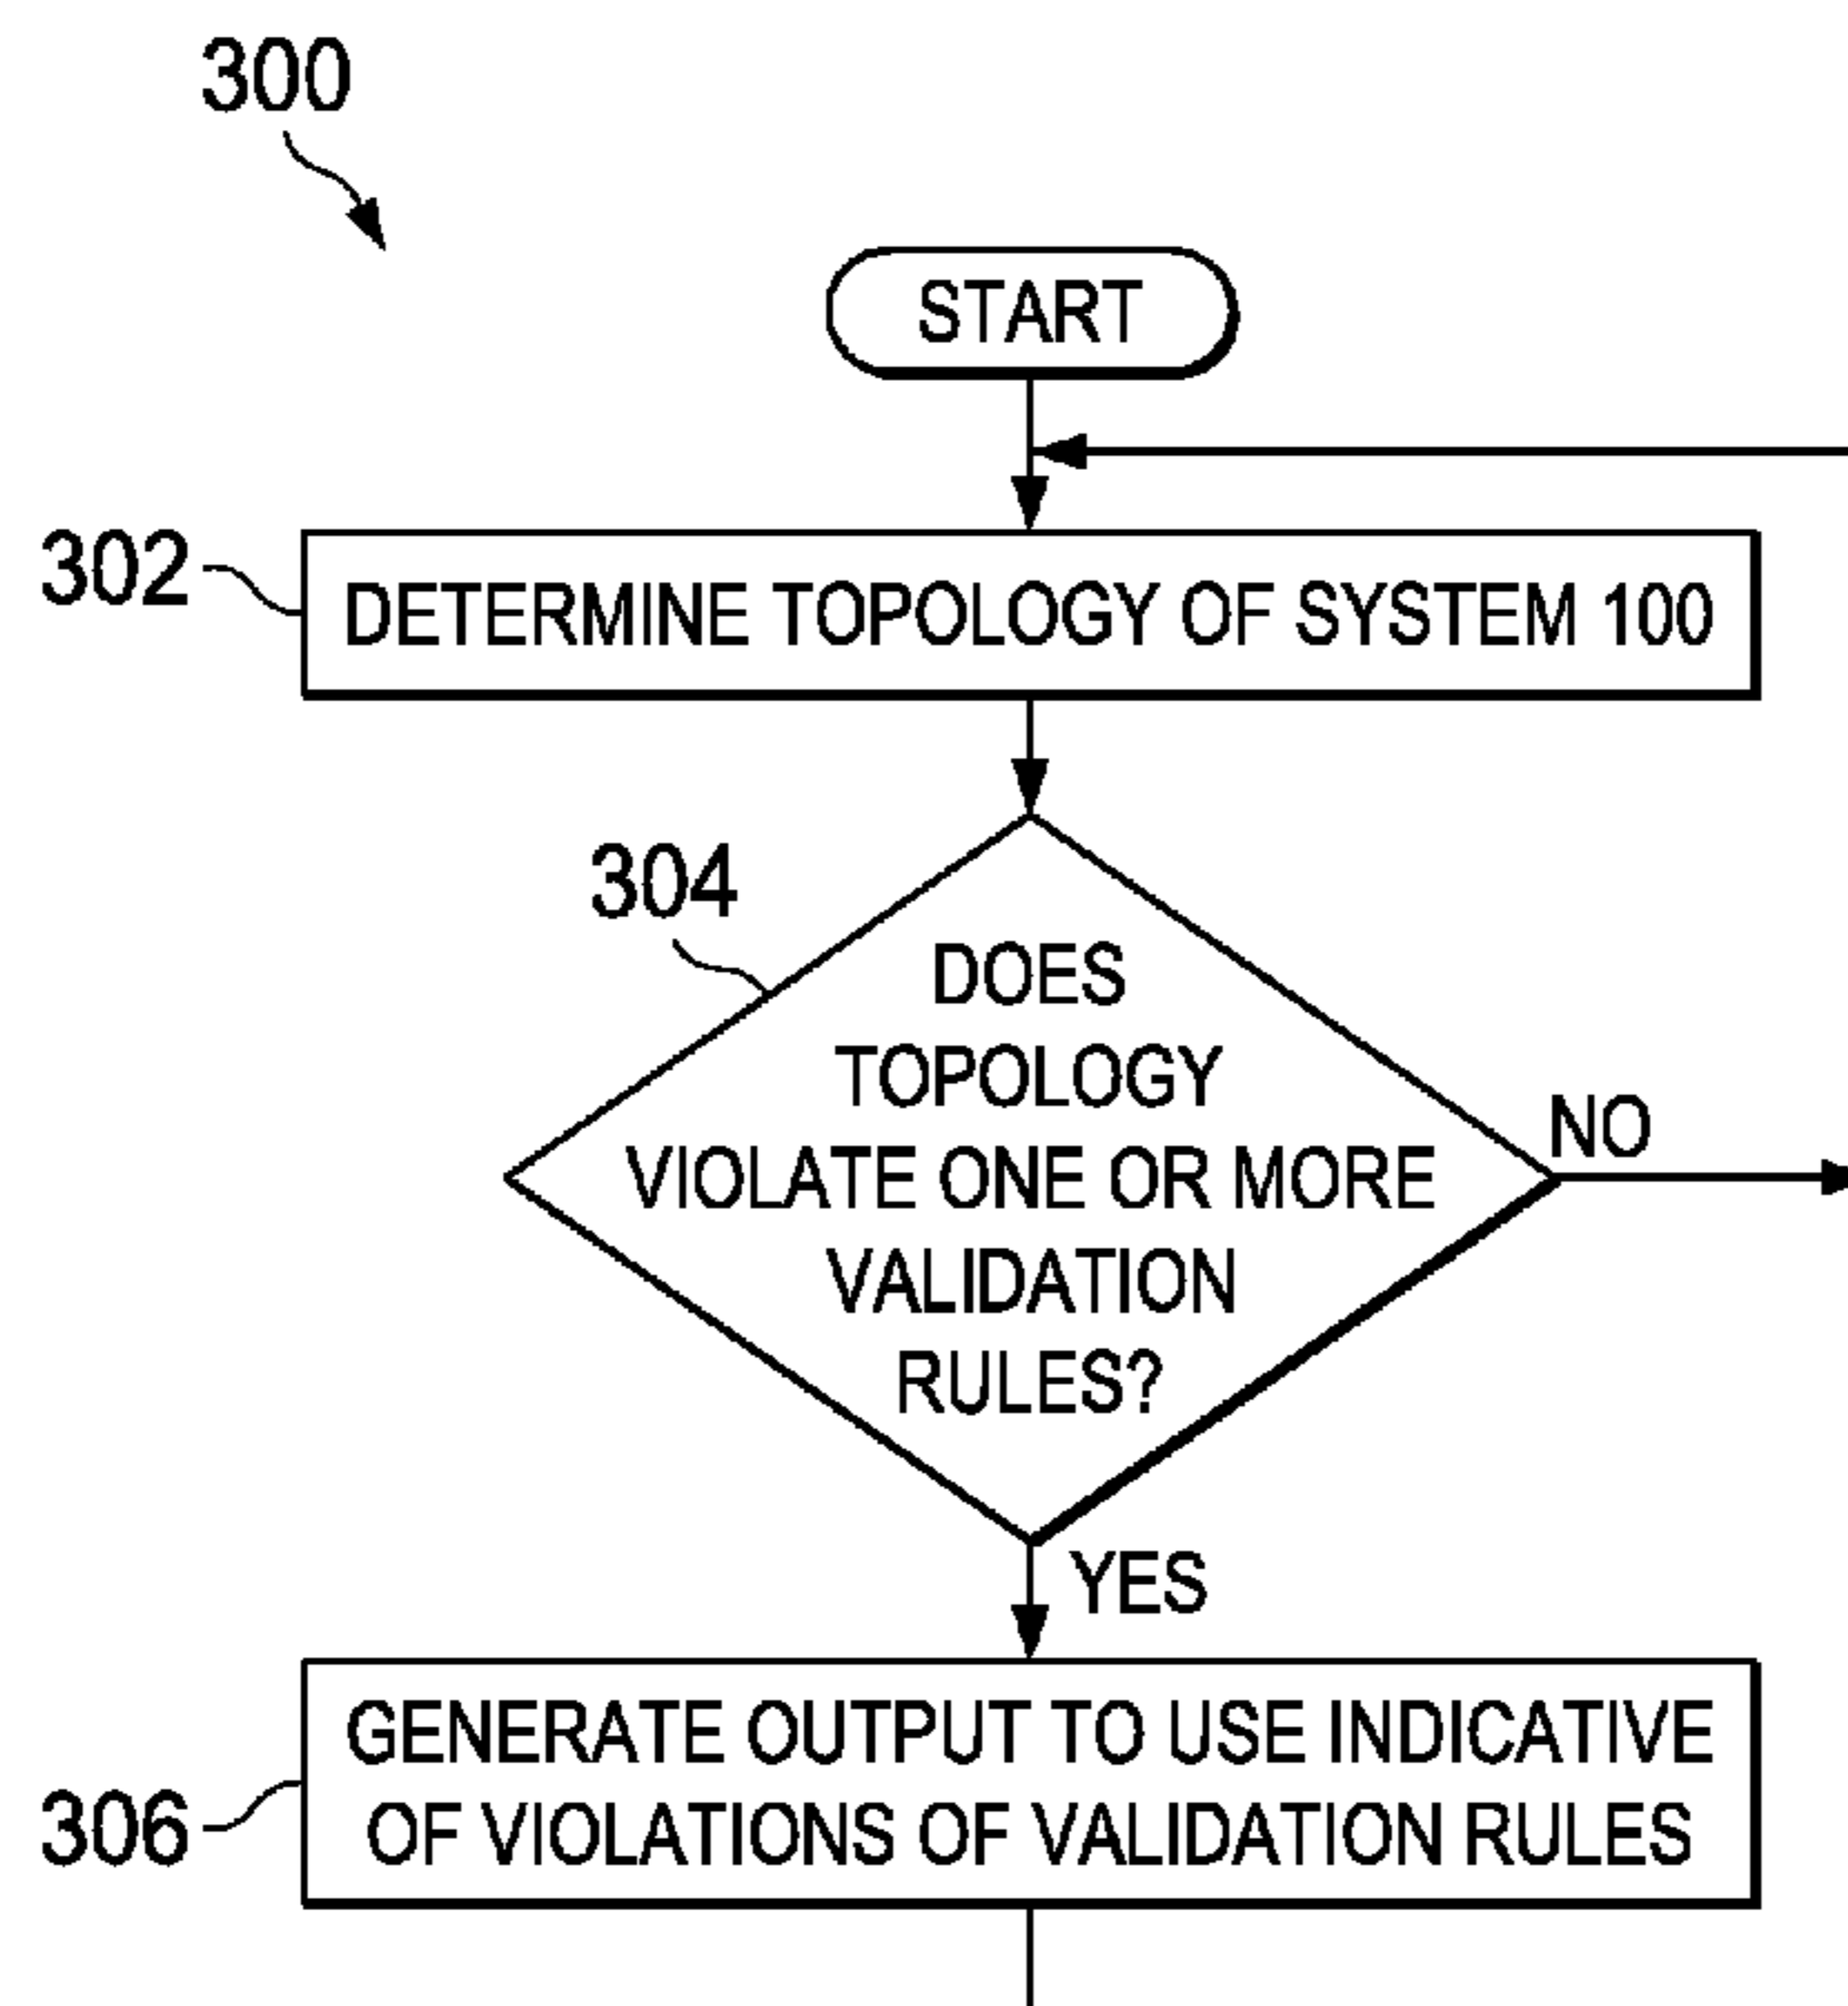 300
START
302
DETERMINE TOPOLOGY OF SYSTEM 100
304
DOES
TOPOLOGY
VIOLATE ONE OR MORE
VALIDATION
RULES?
NO
YES
GENERATE OUTPUT TO USE INDICATIVE
306
OF VIOLATIONS OF VALIDATION RULES